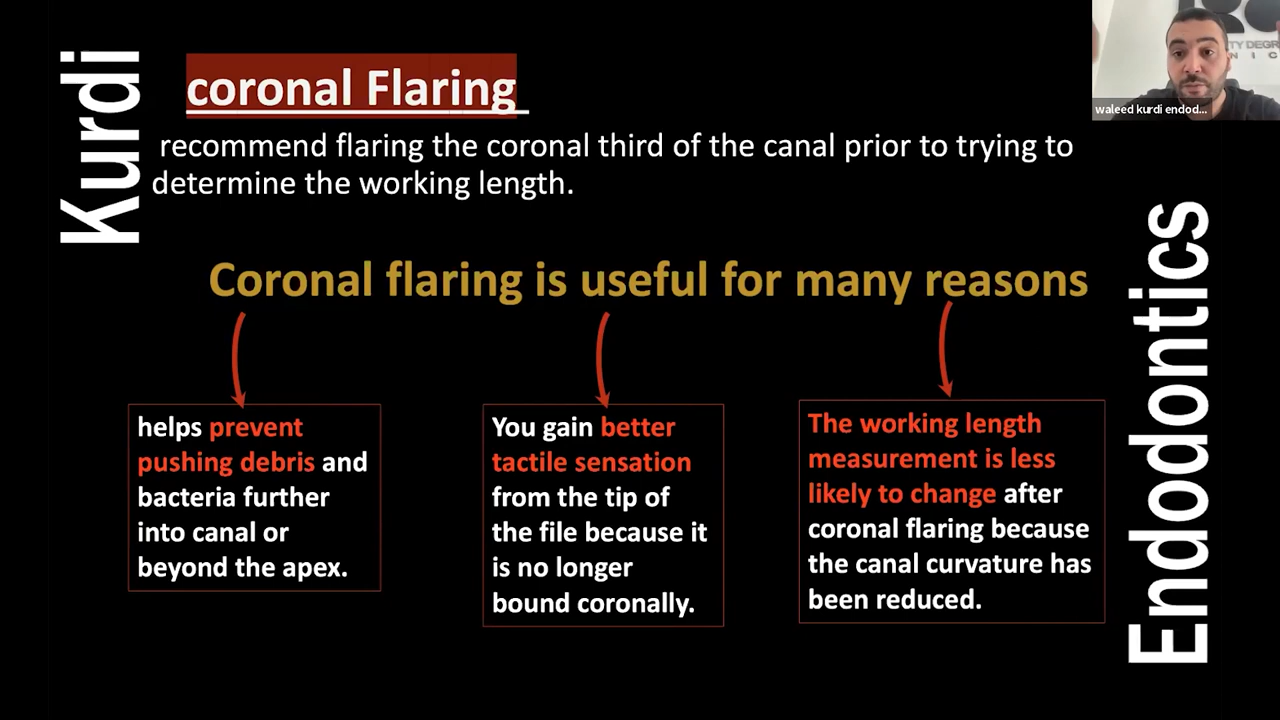 Kurdi
coronal Flaring
recommend flaring the coronal third of the canal prior to trying to
determine the working length.
Coronal flaring is useful for many reasons
helps prevent
pushing debris and
bacteria further
into canal or
beyond the apex.
You gain better
tactile sensation
from the tip of
the file because it
is no longer
bound coronally.
The working length
measurement is less
likely to change after
coronal flaring because
the canal curvature has
been reduced.
Endodontics
TY DEGR
NIC
waleed kurdi endod...